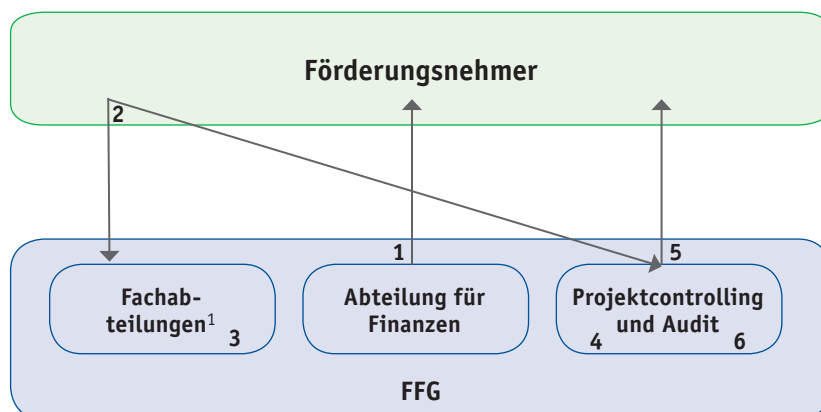 Förderungsnehmer
2
1
5
Fachab-
teilungen¹
3
Abteilung für
Finanzen
Projektcontrolling
und Audit
4 6
FFG